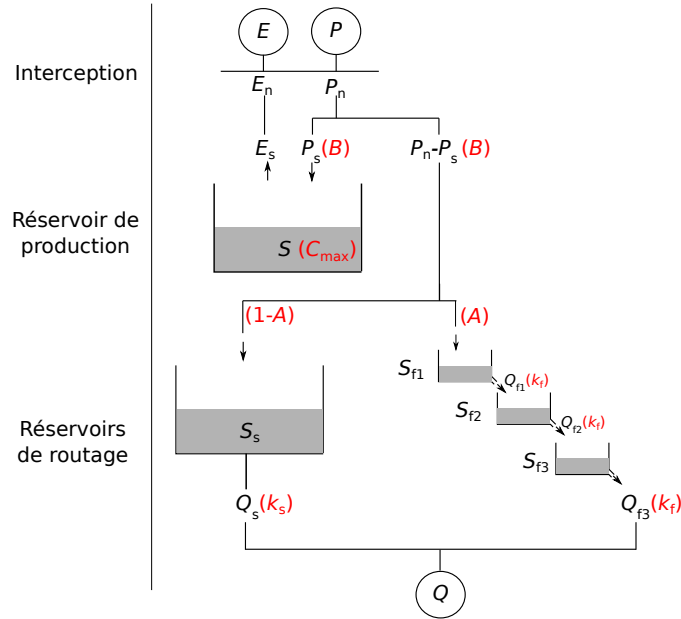 E
P
Interception
Eₙ
Pₙ
Eₛ
Pₛ(B)
Pₙ-Pₛ(B)
Réservoir de
production
S (Cmax)
(1-A)
(A)
Sf1
Qf1(kf)
Sf2
Qf2(kf)
Réservoirs
de routage
Sₛ
Sf3
Qₛ(kₛ)
Qf3(kf)
Q